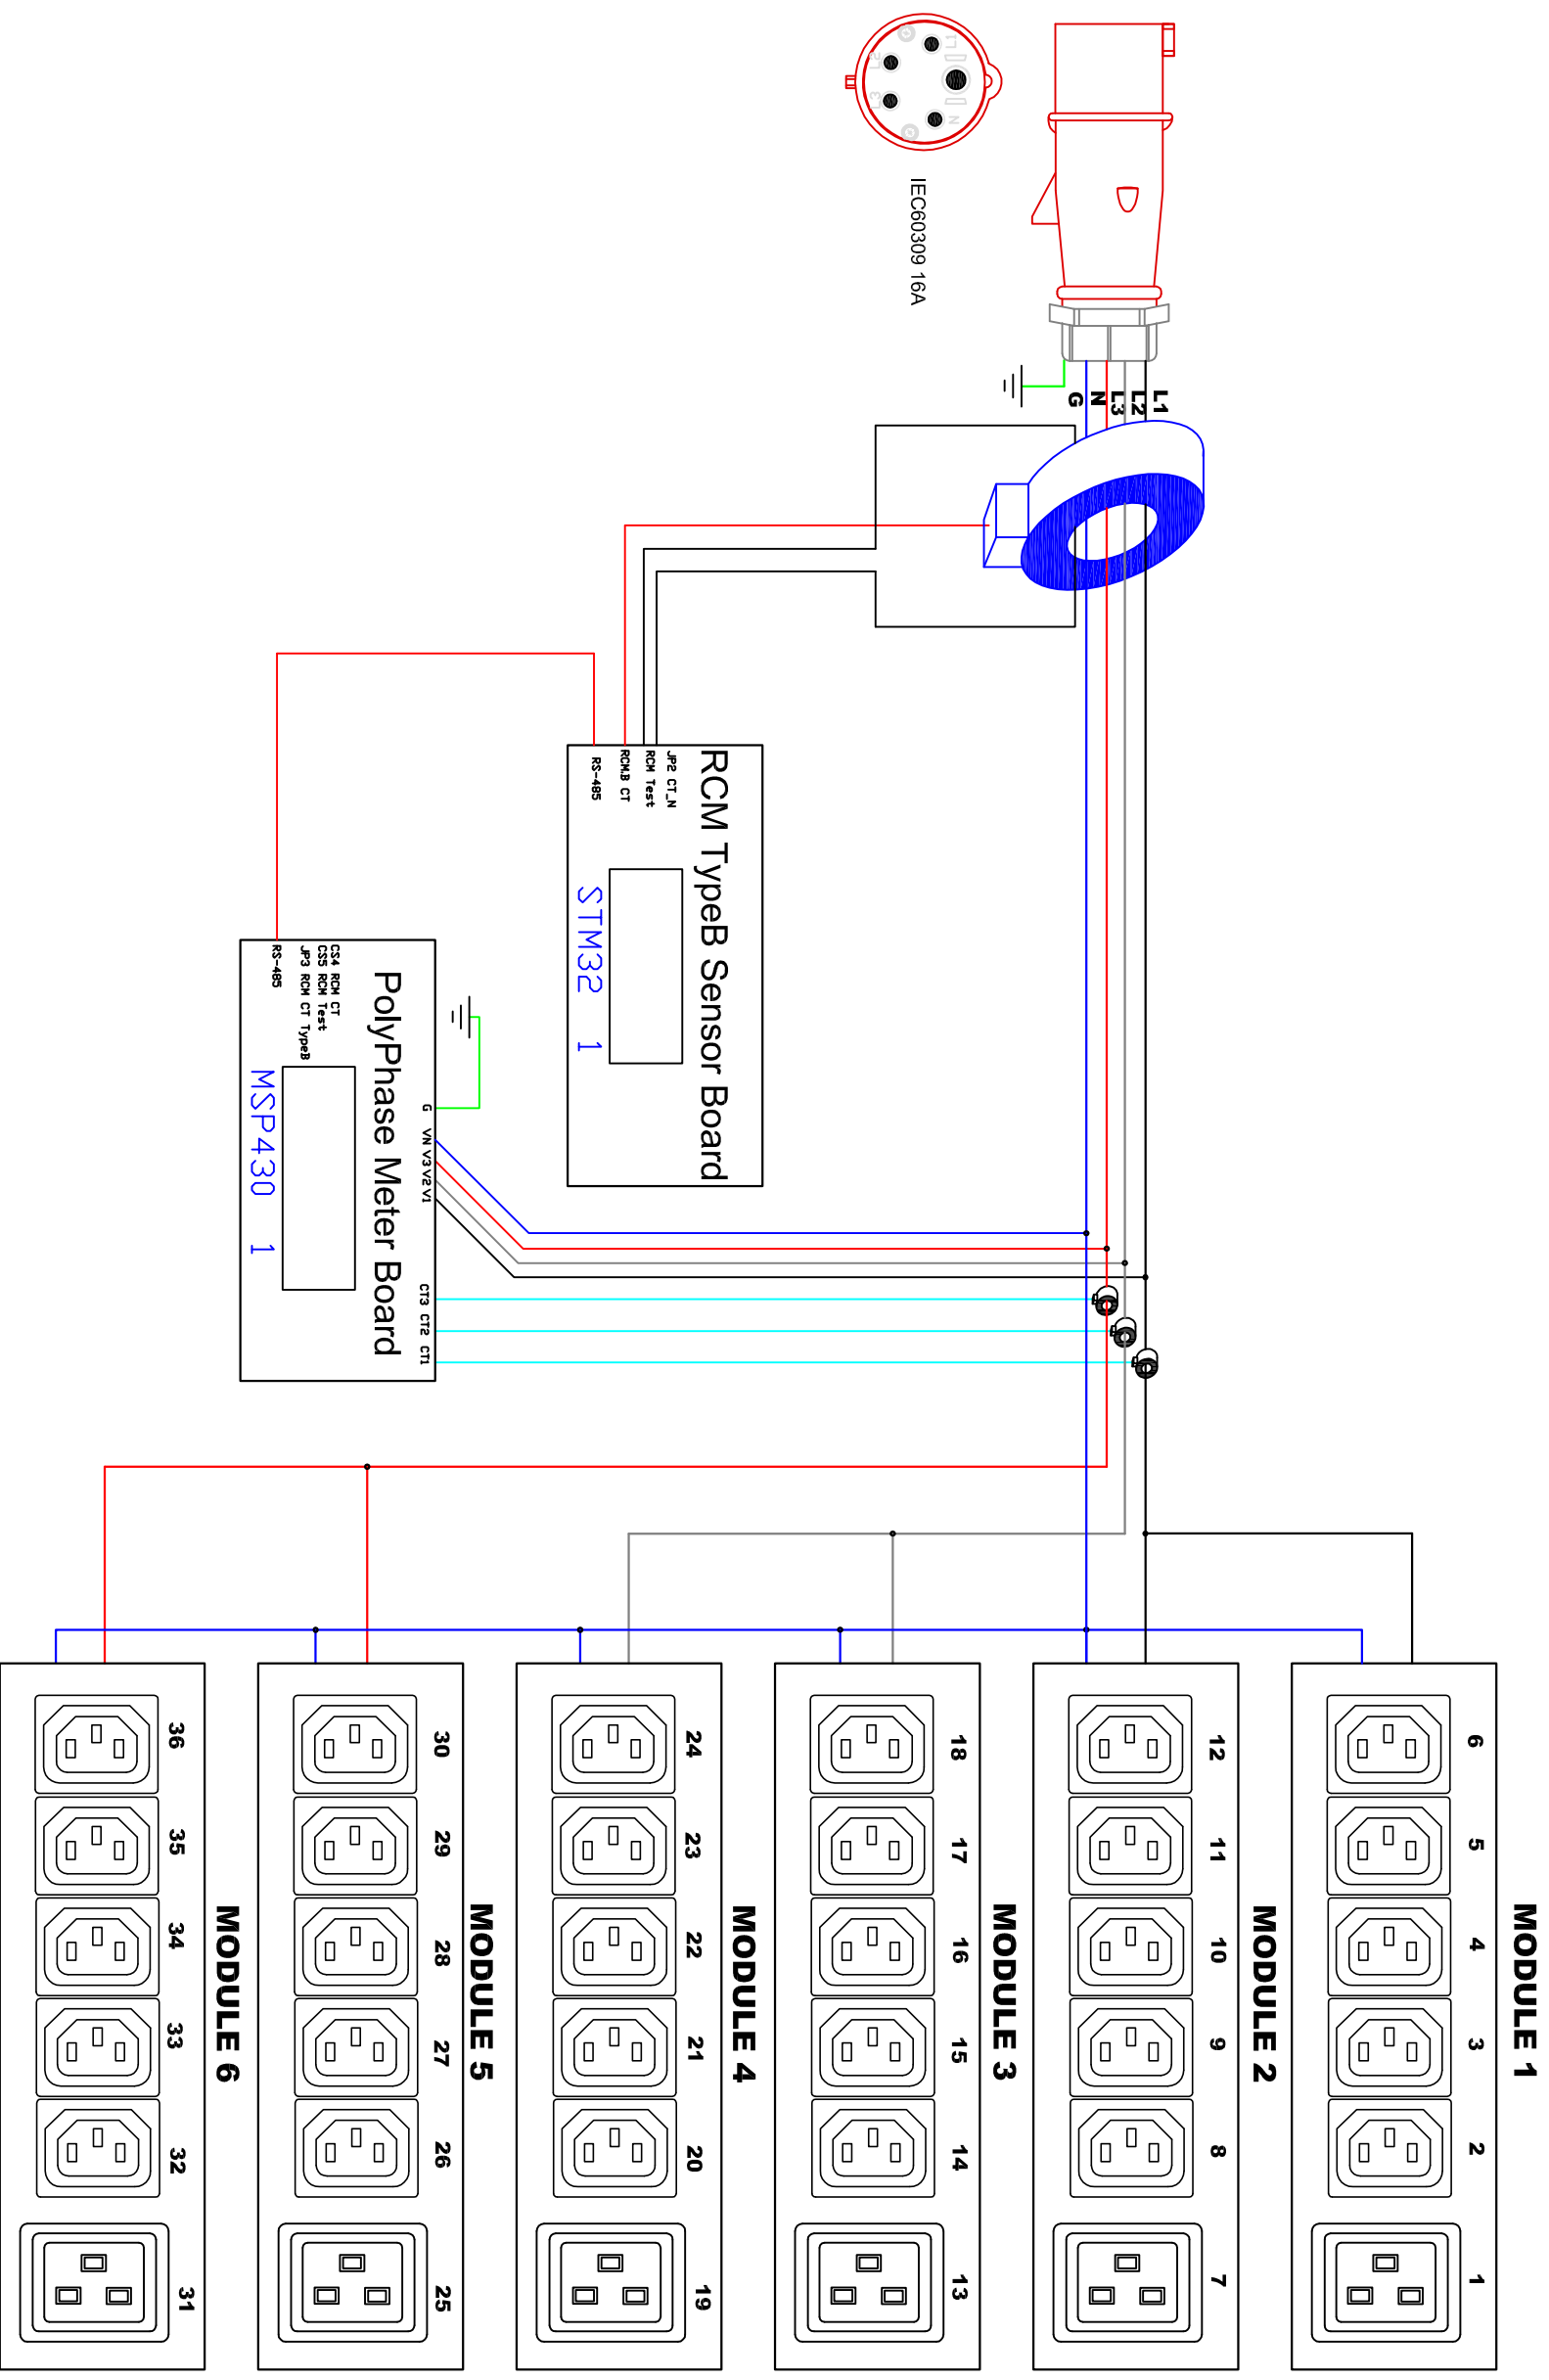 L1
L2
L3
N
IEC60309 16A
L1
L2
L3
N
G
RCM TypeB Sensor Board
JP2 CT_N
RCM Test
RCM.B CT
RS-485
STM32 1
PolyPhase Meter Board
CS4 RCM CT
CS5 RCM Test
JP3 RCM CT TypeB
RS-485
MSP430 1
G VN V3 V2 V1 CT3 CT2 CT1
MODULE 1
6 5 4 3 2 1
MODULE 2
12 11 10 9 8 7
MODULE 3
18 17 16 15 14 13
MODULE 4
24 23 22 21 20 19
MODULE 5
30 29 28 27 26 25
MODULE 6
36 35 34 33 32 31